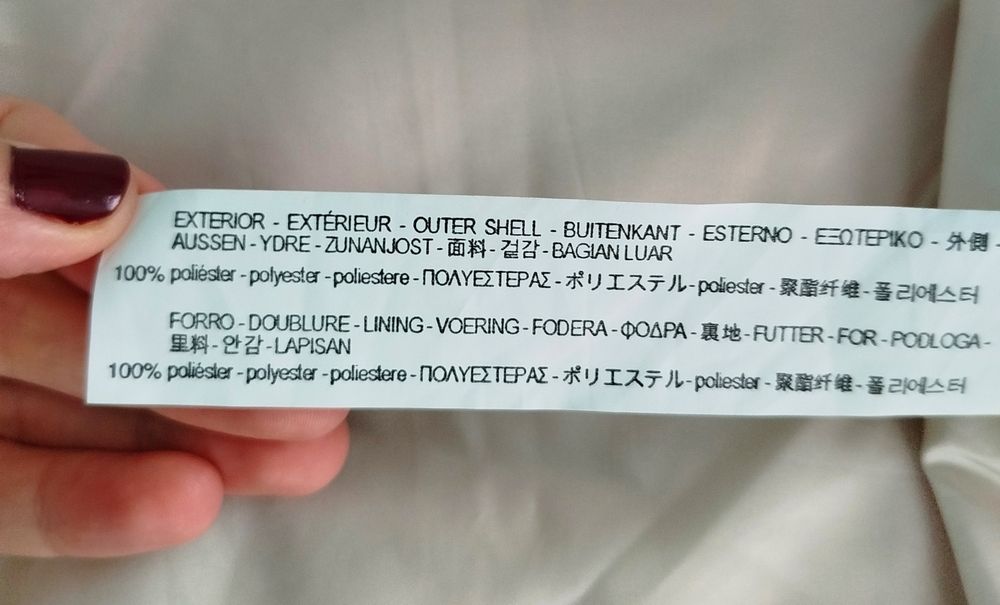 EXTERIOR - EXTÉRIEUR - OUTER SHELL - BUITENKANT - ESTERNO - ΕΞΩΤΕΡΙΚΟ - 外側 -
AUSSEN - YDRE - ZUNANJOST - 面料 - 겉감 - BAGIAN LUAR
100% poliéster - polyester - poliestere - ΠΟΛΥΕΣΤΕΡΑΣ - ポリエステル - poliester - 聚酯纤维 - 폴리에스터
FORRO - DOUBLURE - LINING - VOERING - FODERA - ΦΟΔΡΑ - 裏地 - FUTTER - FOR - PODLOGA -
里料 - 안감 - LAPISAN
100% poliéster - polyester - poliestere - ΠΟΛΥΕΣΤΕΡΑΣ - ポリエステル - poliester - 聚酯纤维 - 폴리에스터